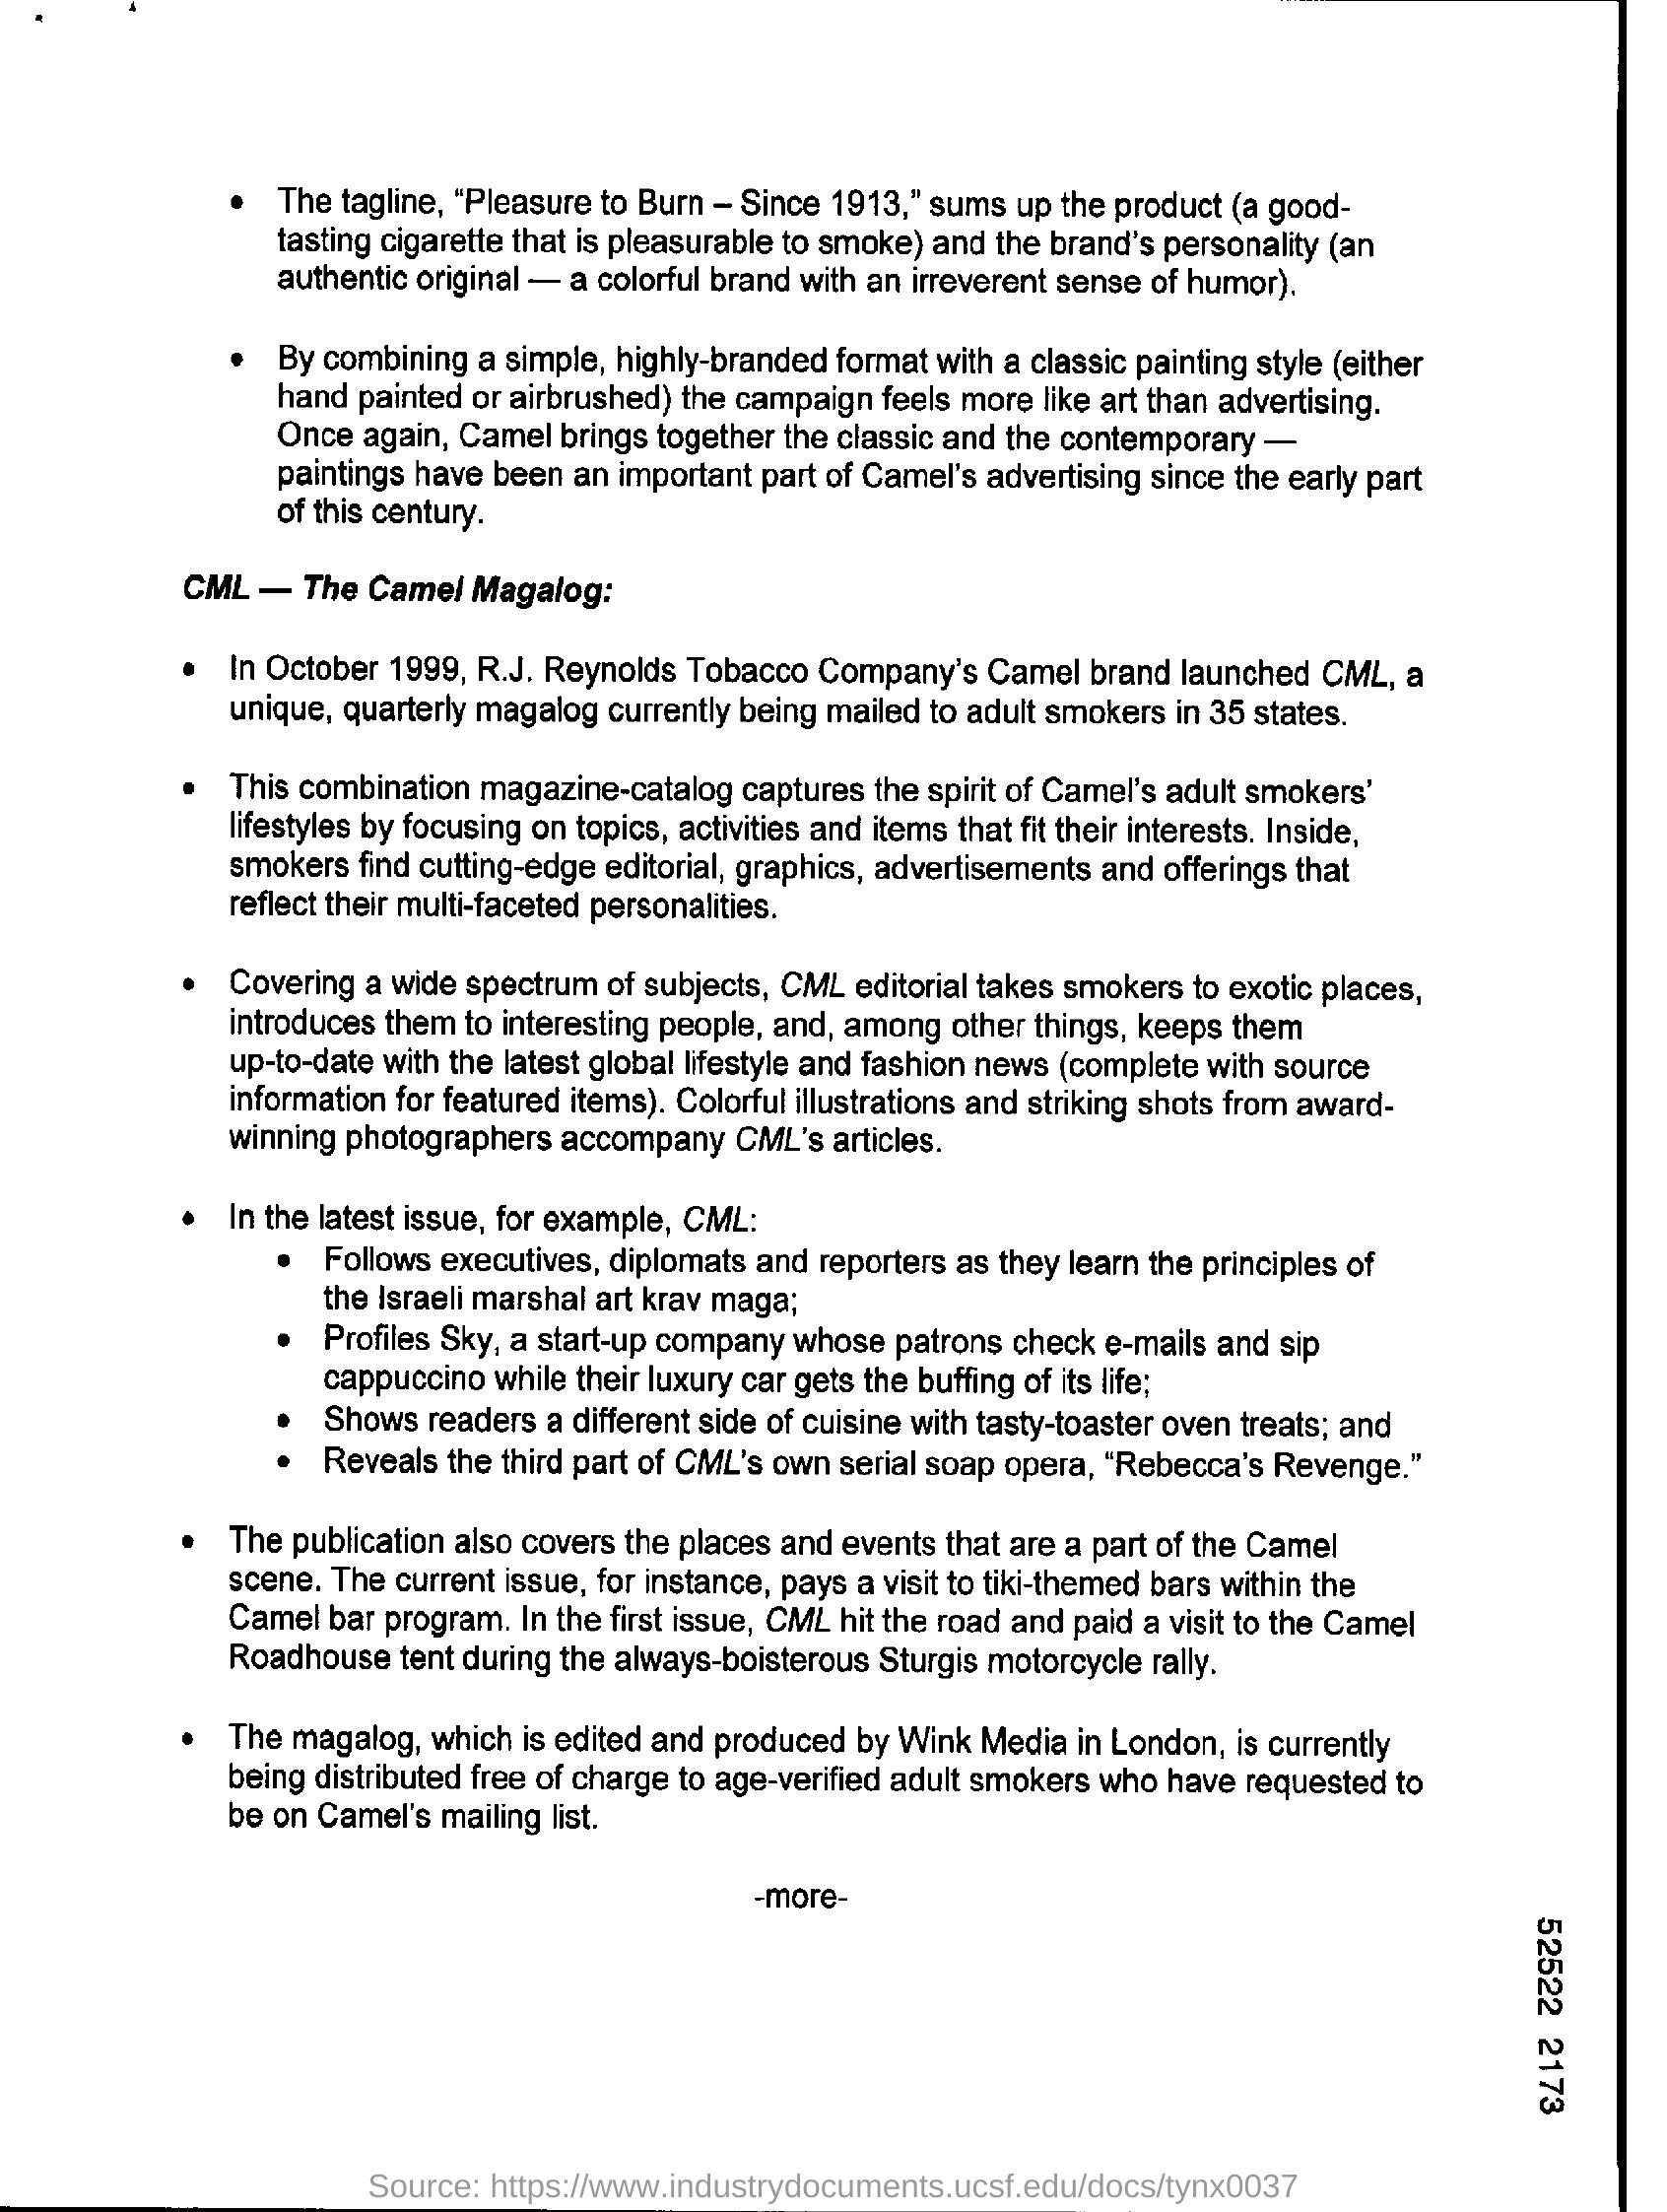 • The tagline, “Pleasure to Burn – Since 1913,” sums up the product (a good-
tasting cigarette that is pleasurable to smoke) and the brand’s personality (an
authentic original — a colorful brand with an irreverent sense of humor).
• By combining a simple, highly-branded format with a classic painting style (either
hand painted or airbrushed) the campaign feels more like art than advertising.
Once again, Camel brings together the classic and the contemporary —
paintings have been an important part of Camel’s advertising since the early part
of this century.
CML — The Camel Magalog:
• In October 1999, R.J. Reynolds Tobacco Company’s Camel brand launched CML, a
unique, quarterly magalog currently being mailed to adult smokers in 35 states.
• This combination magazine-catalog captures the spirit of Camel’s adult smokers’
lifestyles by focusing on topics, activities and items that fit their interests. Inside,
smokers find cutting-edge editorial, graphics, advertisements and offerings that
reflect their multi-faceted personalities.
• Covering a wide spectrum of subjects, CML editorial takes smokers to exotic places,
introduces them to interesting people, and, among other things, keeps them
up-to-date with the latest global lifestyle and fashion news (complete with source
information for featured items). Colorful illustrations and striking shots from award-
winning photographers accompany CML’s articles.
• In the latest issue, for example, CML:
• Follows executives, diplomats and reporters as they learn the principles of
the Israeli marshal art krav maga;
• Profiles Sky, a start-up company whose patrons check e-mails and sip
cappuccino while their luxury car gets the buffing of its life;
• Shows readers a different side of cuisine with tasty-toaster oven treats; and
• Reveals the third part of CML’s own serial soap opera, “Rebecca’s Revenge.”
• The publication also covers the places and events that are a part of the Camel
scene. The current issue, for instance, pays a visit to tiki-themed bars within the
Camel bar program. In the first issue, CML hit the road and paid a visit to the Camel
Roadhouse tent during the always-boisterous Sturgis motorcycle rally.
• The magalog, which is edited and produced by Wink Media in London, is currently
being distributed free of charge to age-verified adult smokers who have requested to
be on Camel’s mailing list.
-more-
52522 2173
Source: https://www.industrydocuments.ucsf.edu/docs/tynx0037